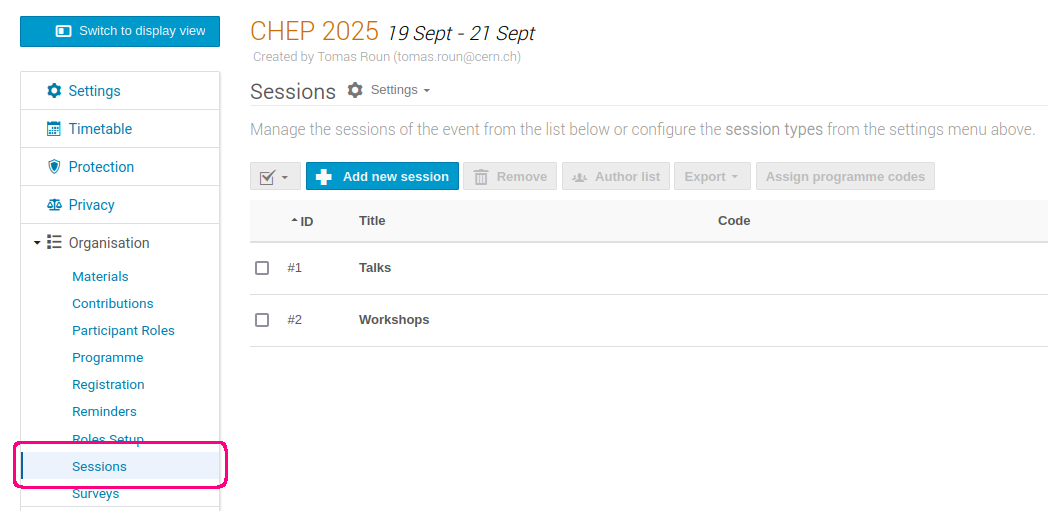 Switch to display view
CHEP 2025 19 Sept - 21 Sept
Created by Tomas Roun (tomas.roun@cern.ch)
Settings
Timetable
Protection
Privacy
Organisation
Materials
Contributions
Participant Roles
Programme
Registration
Reminders
Roles Setup
Sessions
Surveys
Sessions Settings
Manage the sessions of the event from the list below or configure the session types from the settings menu above.
Add new session Remove Author list Export Assign programme codes
ID Title Code
#1 Talks
#2 Workshops